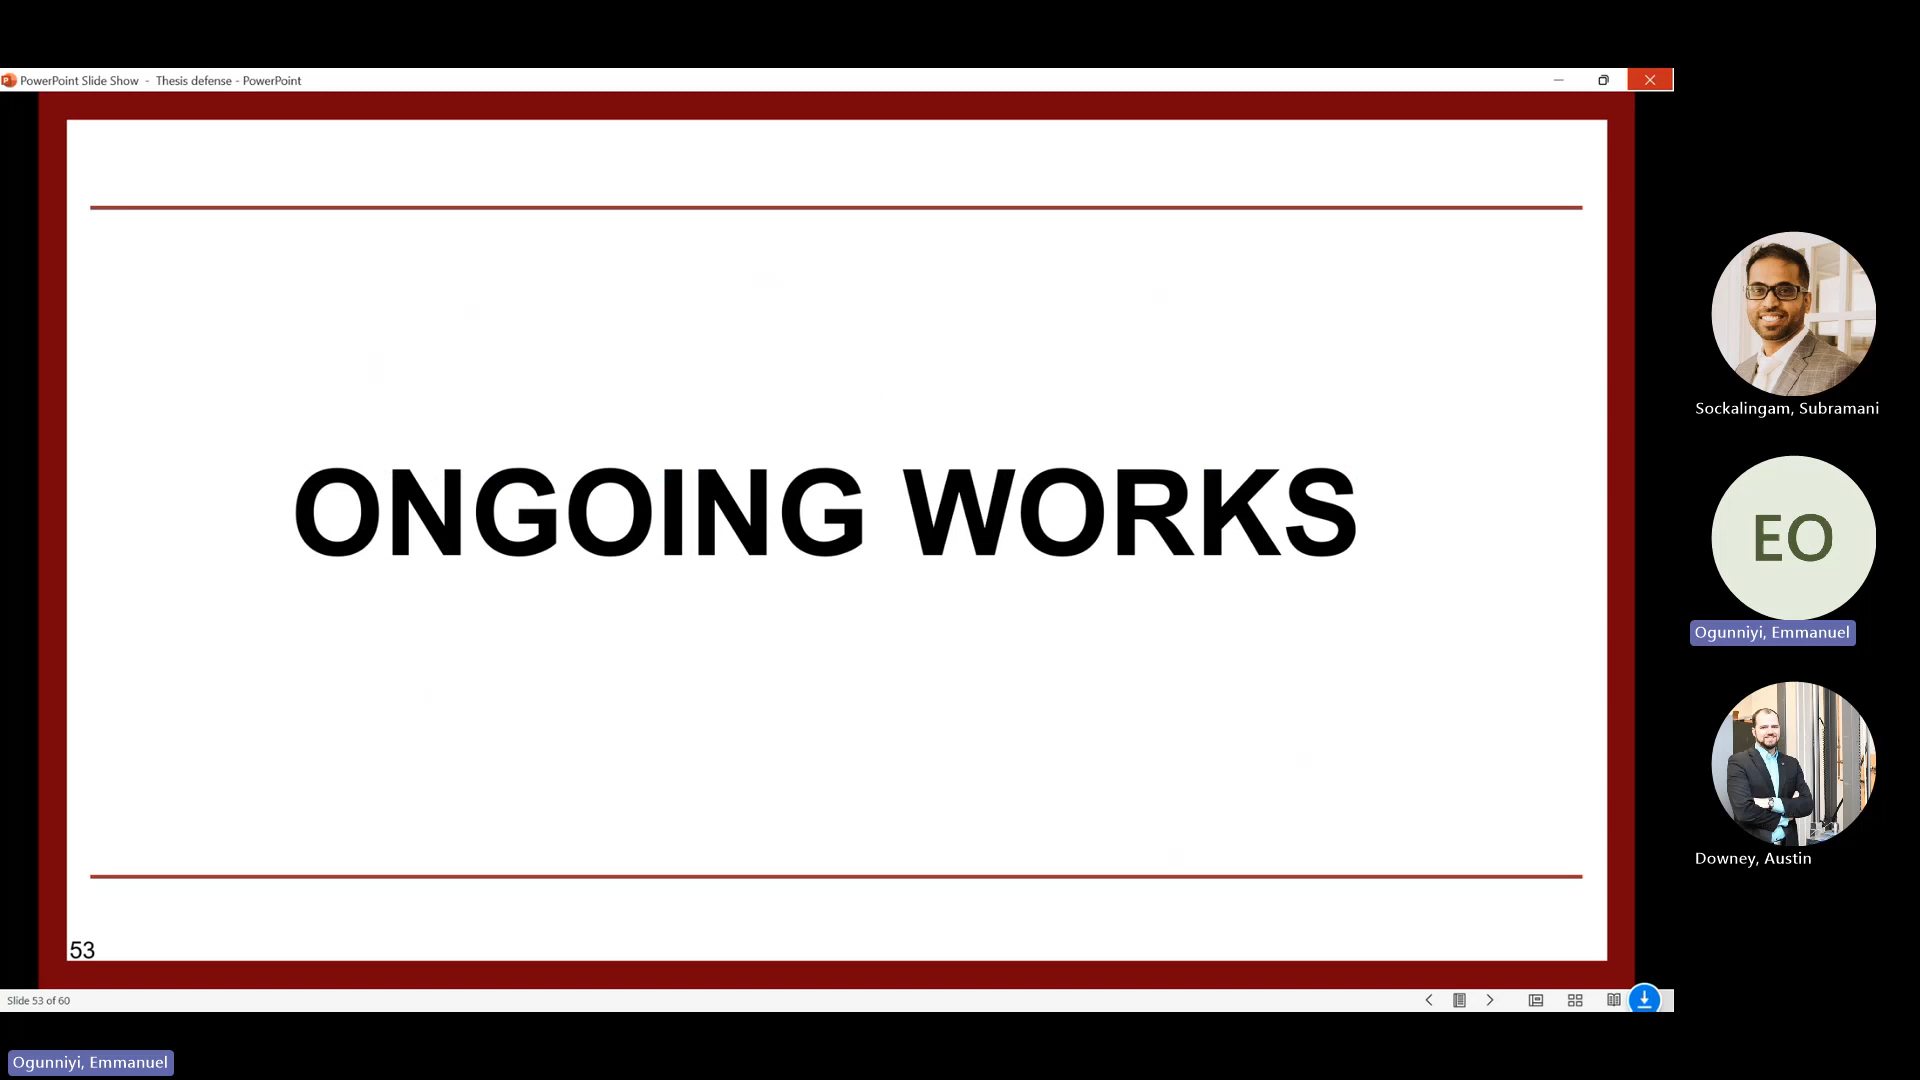 PowerPoint Slide Show - Thesis defense - PowerPoint
ONGOING WORKS
53
Slide 53 of 60
Sockalingam, Subramani
EO
Ogunniyi, Emmanuel
Downey, Austin
Ogunniyi, Emmanuel